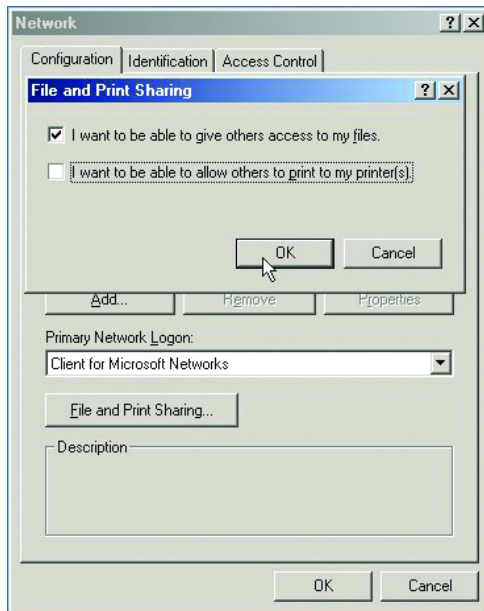 Network
Configuration Identification Access Control
File and Print Sharing
I want to be able to give others access to my files.
I want to be able to allow others to print to my printer(s).
OK Cancel
Add... Remove Properties
Primary Network Logon:
Client for Microsoft Networks
File and Print Sharing...
Description
OK Cancel